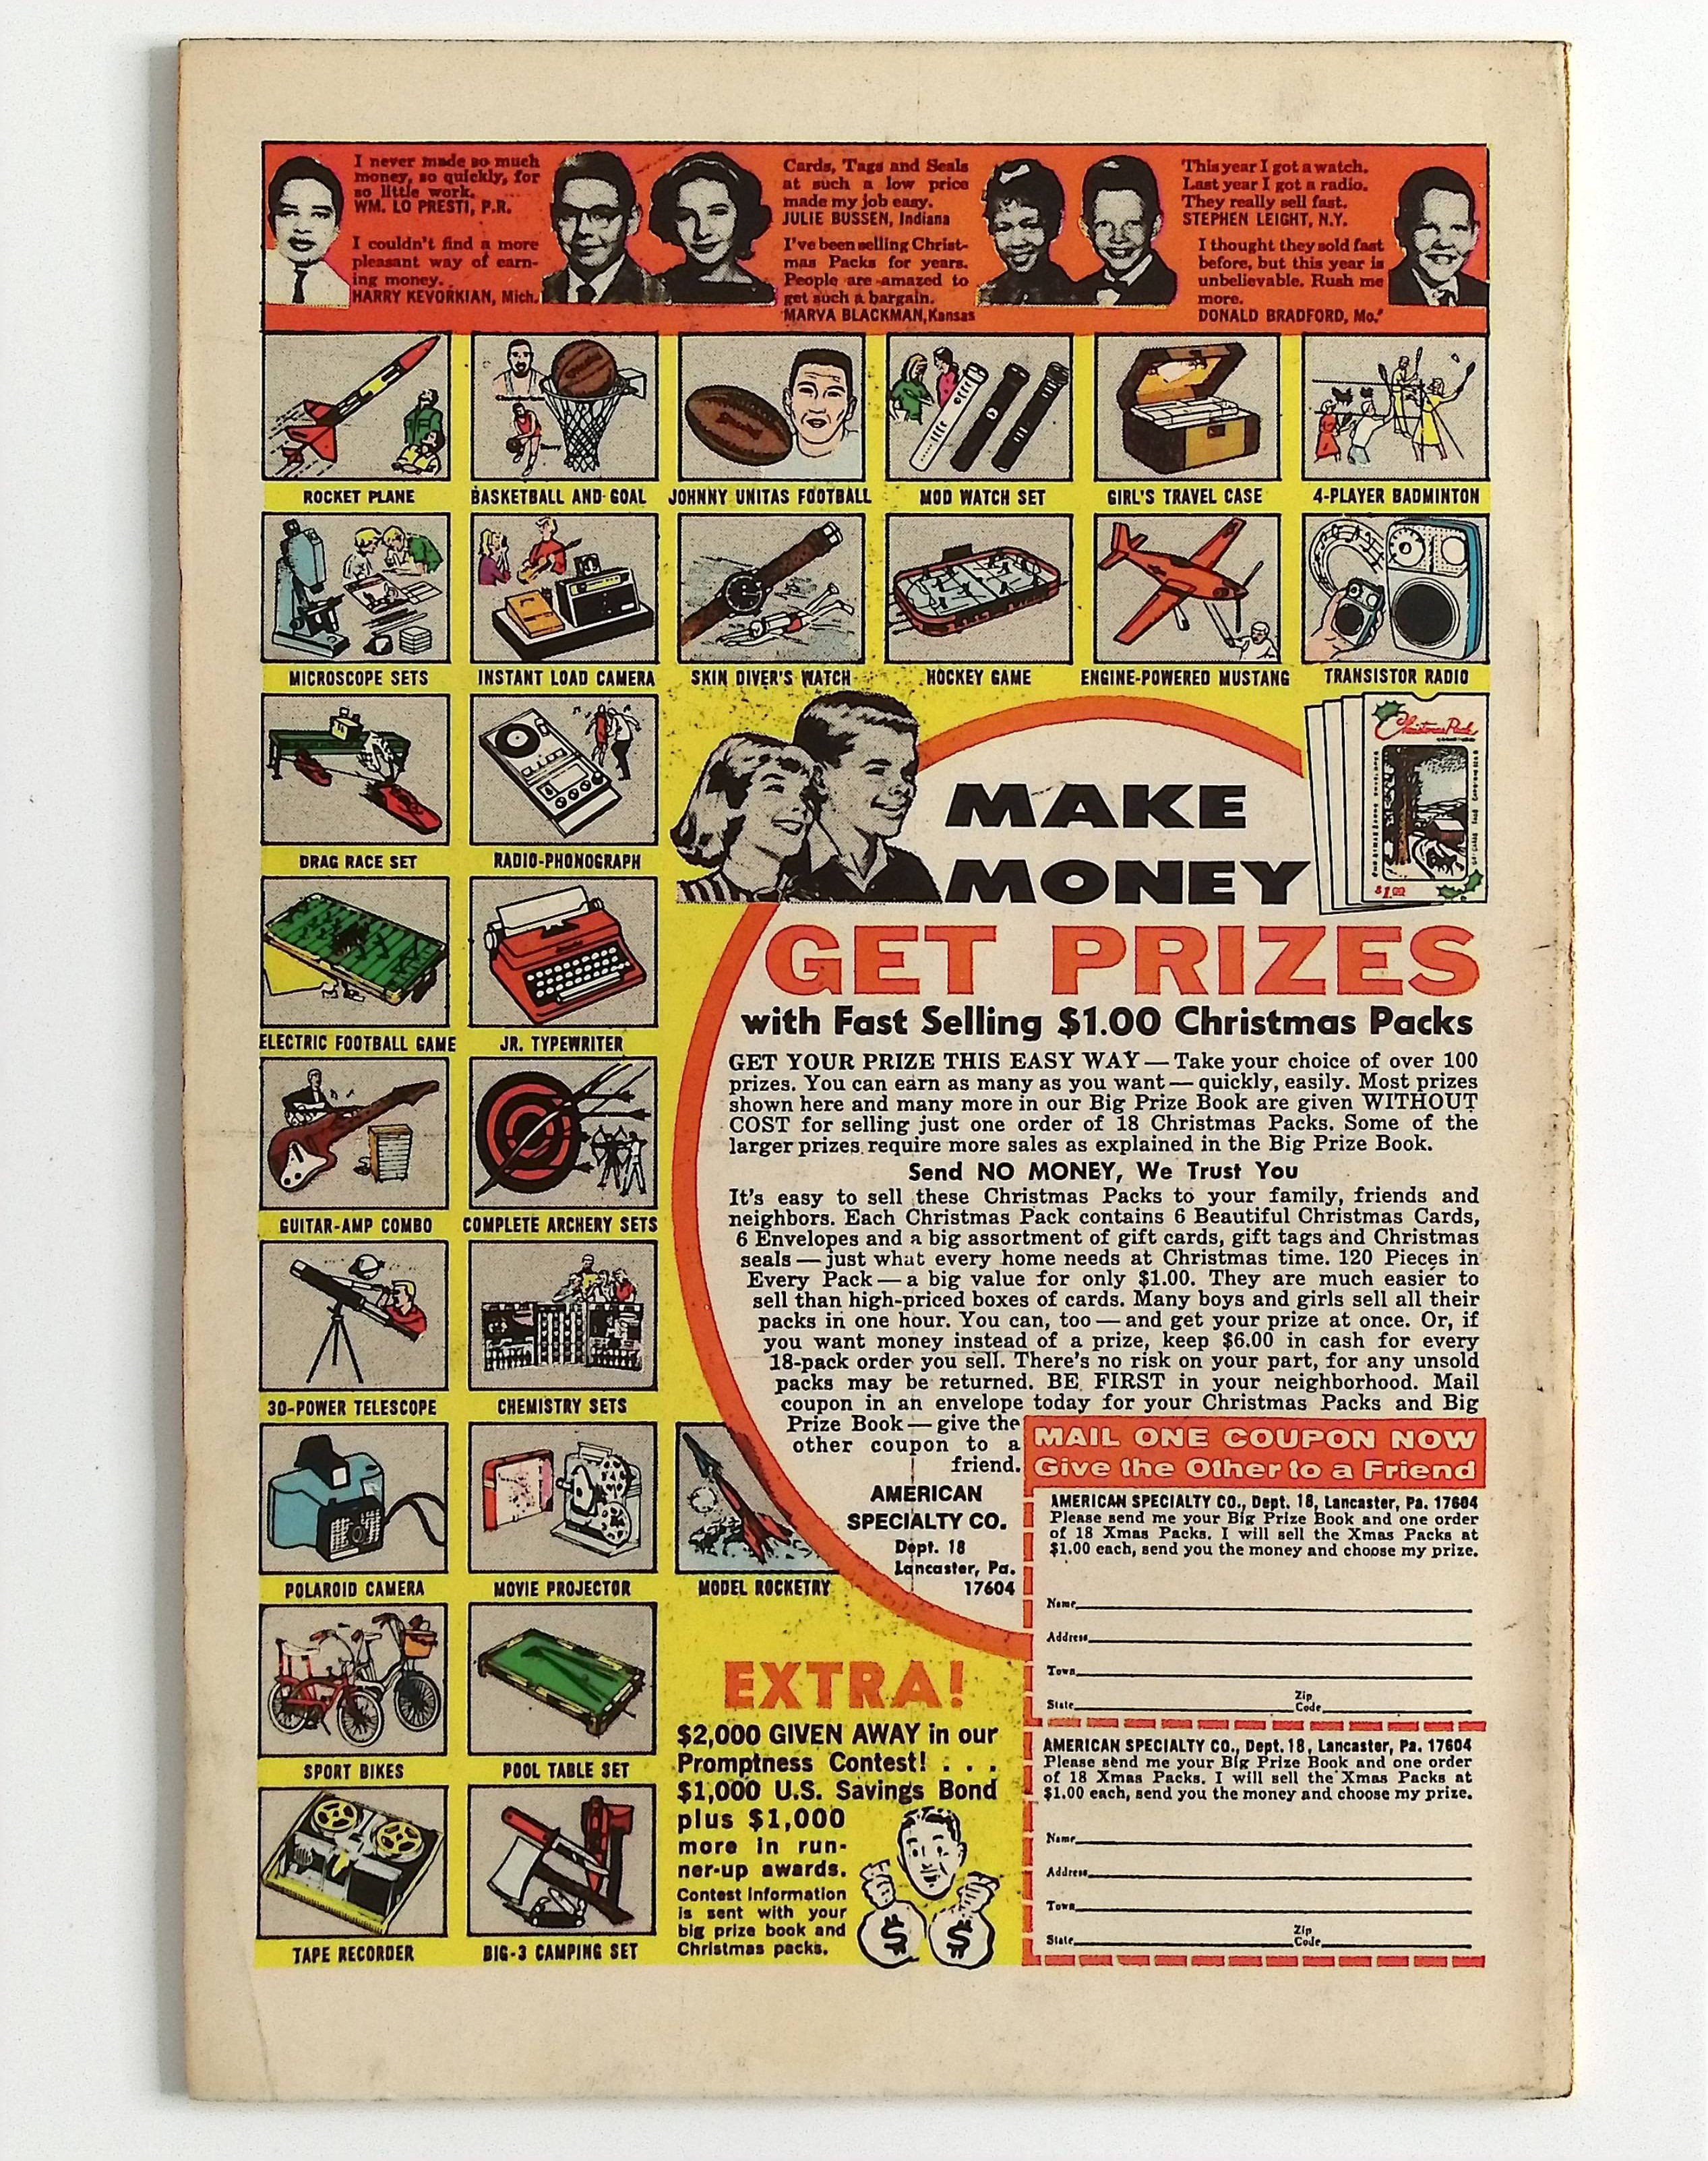 I never made so much
money, so quickly, for
so little work.
WM. LO PRESTI, P.R.
I couldn't find a more
pleasant way of earn-
ing money.
HARRY KEVORKIAN, Mich.
Cards, Tags and Seals
at such a low price
made my job easy.
JULIE BUSSEN, Indiana
I've been selling Christ-
mas Packs for years.
People are amazed to
get such a bargain.
MARVA BLACKMAN, Kansas
This year I got a watch.
Last year I got a radio.
They really sell fast.
STEPHEN LEIGHT, N.Y.
I thought they sold fast
before, but this year is
unbelievable. Rush me
more.
DONALD BRADFORD, Mo.
ROCKET PLANE
BASKETBALL AND GOAL
JOHNNY UNITAS FOOTBALL
MOD WATCH SET
GIRL'S TRAVEL CASE
4-PLAYER BADMINTON
MICROSCOPE SETS
INSTANT LOAD CAMERA
SKIN DIVER'S WATCH
HOCKEY GAME
ENGINE-POWERED MUSTANG
TRANSISTOR RADIO
DRAG RACE SET
RADIO-PHONOGRAPH
ELECTRIC FOOTBALL GAME
JR. TYPEWRITER
GUITAR-AMP COMBO
COMPLETE ARCHERY SETS
30-POWER TELESCOPE
CHEMISTRY SETS
POLAROID CAMERA
MOVIE PROJECTOR
MODEL ROCKETRY
SPORT BIKES
POOL TABLE SET
TAPE RECORDER
BIG-3 CAMPING SET
Christmas Pack
$1.00
MAKE
MONEY
GET PRIZES
with Fast Selling $1.00 Christmas Packs
GET YOUR PRIZE THIS EASY WAY — Take your choice of over 100
prizes. You can earn as many as you want — quickly, easily. Most prizes
shown here and many more in our Big Prize Book are given WITHOUT
COST for selling just one order of 18 Christmas Packs. Some of the
larger prizes require more sales as explained in the Big Prize Book.
Send NO MONEY, We Trust You
It's easy to sell these Christmas Packs to your family, friends and
neighbors. Each Christmas Pack contains 6 Beautiful Christmas Cards,
6 Envelopes and a big assortment of gift cards, gift tags and Christmas
seals — just what every home needs at Christmas time. 120 Pieces in
Every Pack — a big value for only $1.00. They are much easier to
sell than high-priced boxes of cards. Many boys and girls sell all their
packs in one hour. You can, too — and get your prize at once. Or, if
you want money instead of a prize, keep $6.00 in cash for every
18-pack order you sell. There's no risk on your part, for any unsold
packs may be returned. BE FIRST in your neighborhood. Mail
coupon in an envelope today for your Christmas Packs and Big
Prize Book — give the
other coupon to a
friend.
AMERICAN
SPECIALTY CO.
Dept. 18
Lancaster, Pa.
17604
MAIL ONE COUPON NOW
Give the Other to a Friend
AMERICAN SPECIALTY CO., Dept. 18, Lancaster, Pa. 17604
Please send me your Big Prize Book and one order
of 18 Xmas Packs. I will sell the Xmas Packs at
$1.00 each, send you the money and choose my prize.
Name
Address
Town
State Zip Code
AMERICAN SPECIALTY CO., Dept. 18, Lancaster, Pa. 17604
Please send me your Big Prize Book and one order
of 18 Xmas Packs. I will sell the Xmas Packs at
$1.00 each, send you the money and choose my prize.
Name
Address
Town
State Zip Code
EXTRA!
$2,000 GIVEN AWAY in our
Promptness Contest! . . .
$1,000 U.S. Savings Bond
plus $1,000
more in run-
ner-up awards.
Contest information
is sent with your
big prize book and
Christmas packs.
$ $